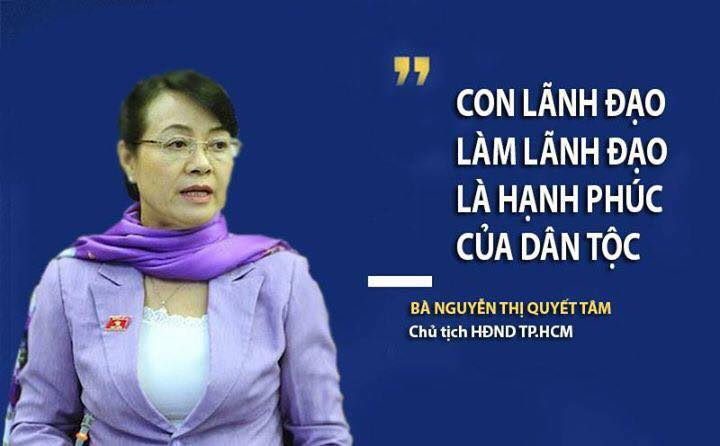 ”
CON LÃNH ĐẠO
LÀM LÃNH ĐẠO
LÀ HẠNH PHÚC
CỦA DÂN TỘC
BÀ NGUYỄN THỊ QUYẾT TÂM
Chủ tịch HĐND TP.HCM